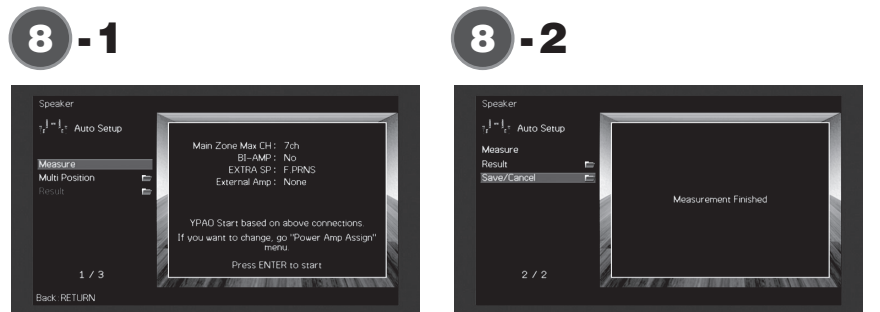 8 - 1
Speaker
Auto Setup
Measure
Multi Position
Result
1 / 3
Back:RETURN
Main Zone Max CH : 7ch
BI-AMP : No
EXTRA SP : F.PRNS
External Amp : None
YPAO Start based on above connections.
If you want to change, go "Power Amp Assign"
menu.
Press ENTER to start
8 - 2
Speaker
Auto Setup
Measure
Result
Save/Cancel
2 / 2
Measurement Finished